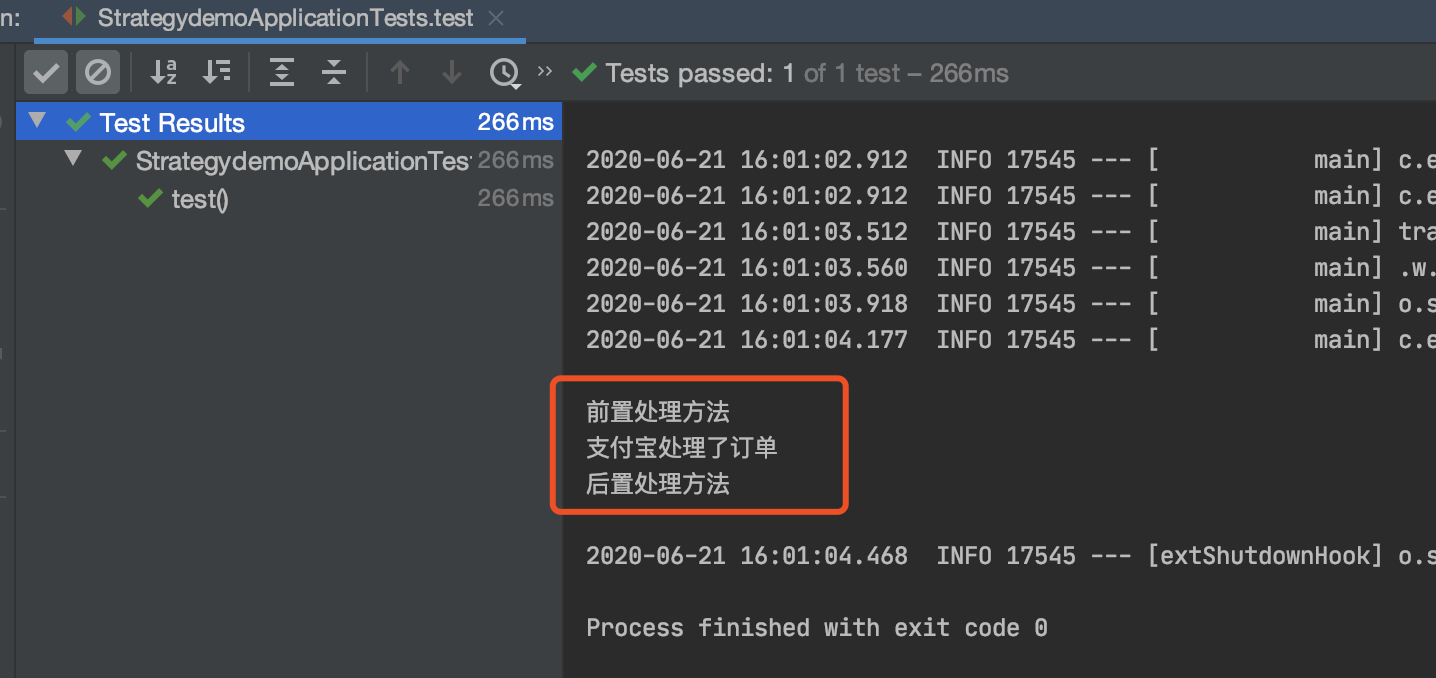 n:
StrategydemoApplicationTests.test
Tests passed: 1 of 1 test – 266ms
Test Results 266ms
StrategydemoApplicationTes 266ms
test() 266ms
2020-06-21 16:01:02.912  INFO 17545 --- [           main] c.e
2020-06-21 16:01:02.912  INFO 17545 --- [           main] c.e
2020-06-21 16:01:03.512  INFO 17545 --- [           main] tra
2020-06-21 16:01:03.560  INFO 17545 --- [           main] .w.
2020-06-21 16:01:03.918  INFO 17545 --- [           main] o.s
2020-06-21 16:01:04.177  INFO 17545 --- [           main] c.e
前置处理方法
支付宝处理了订单
后置处理方法
2020-06-21 16:01:04.468  INFO 17545 --- [extShutdownHook] o.s
Process finished with exit code 0